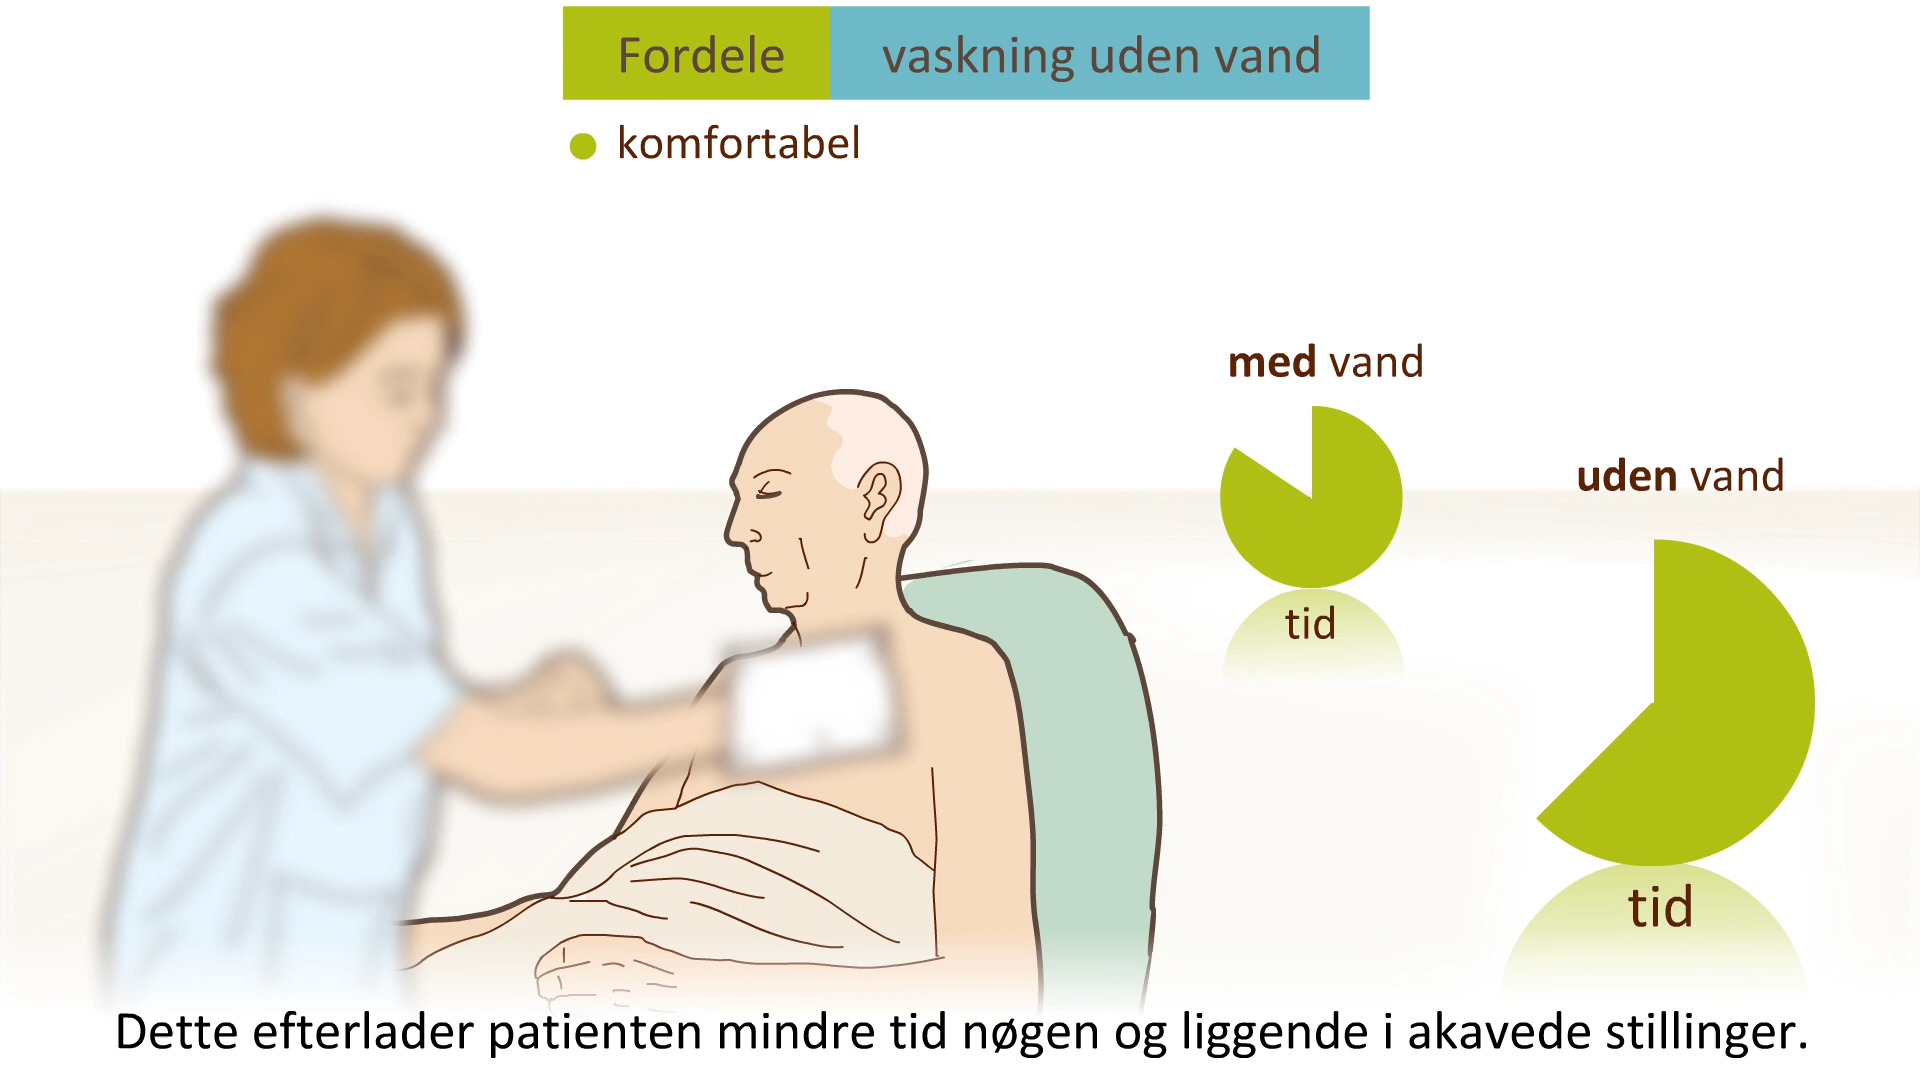 Fordele vaskning uden vand
komfortabel
med vand
tid
uden vand
tid
Dette efterlader patienten mindre tid nøgen og liggende i akavede stillinger.